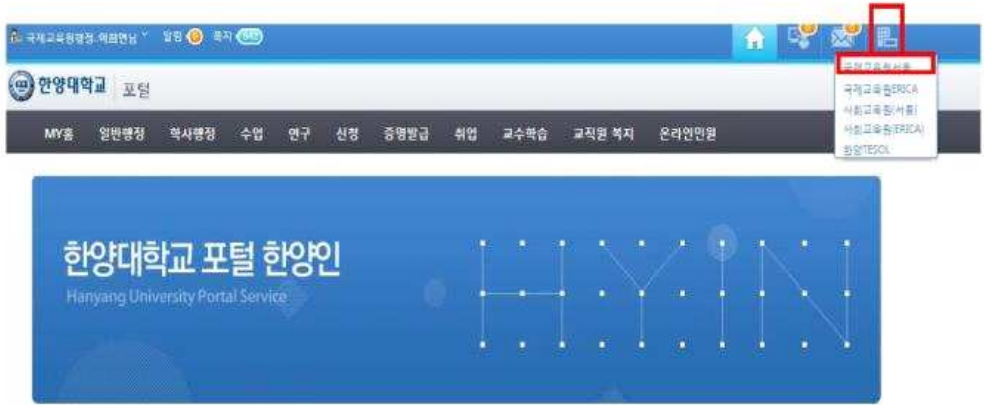 국제교육원행정. 알림 쪽지
국제교육원서울
국제교육원ERICA
사회교육원(서울)
사회교육원(ERICA)
한양TESOL
한양대학교 포털
MY홈 일반행정 학사행정 수업 연구 신청 증명발급 취업 교수학습 교직원 복지 온라인민원
한양대학교 포털 한양인
Hanyang University Portal Service
HYIN